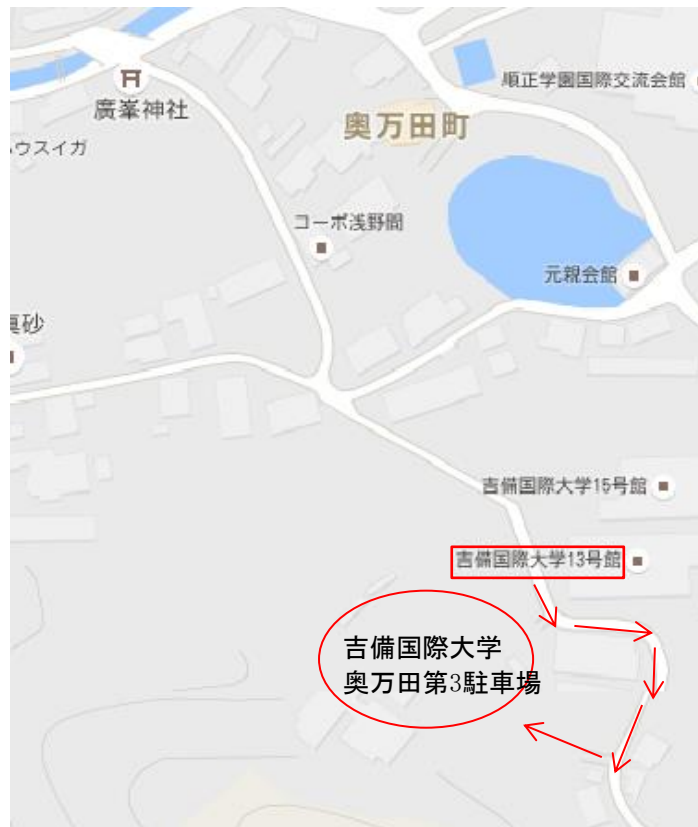 順正学園国際交流会館
廣峯神社
奥万田町
ハウスイガ
コーポ浅野間
元親会館
真砂
吉備国際大学15号館
吉備国際大学13号館
吉備国際大学
奥万田第3駐車場